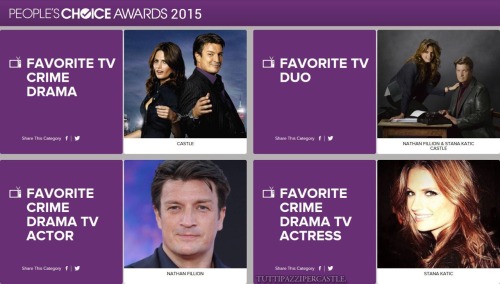 PEOPLE'S CHOICE AWARDS 2015
FAVORITE TV
CRIME
DRAMA
Share This Category
CASTLE
FAVORITE TV
DUO
Share This Category
NATHAN FILLION & STANA KATIC
CASTLE
FAVORITE
CRIME
DRAMA TV
ACTOR
Share This Category
NATHAN FILLION
FAVORITE
CRIME
DRAMA TV
ACTRESS
Share This Category
STANA KATIC
TUTTIPAZZIPERCASTLE